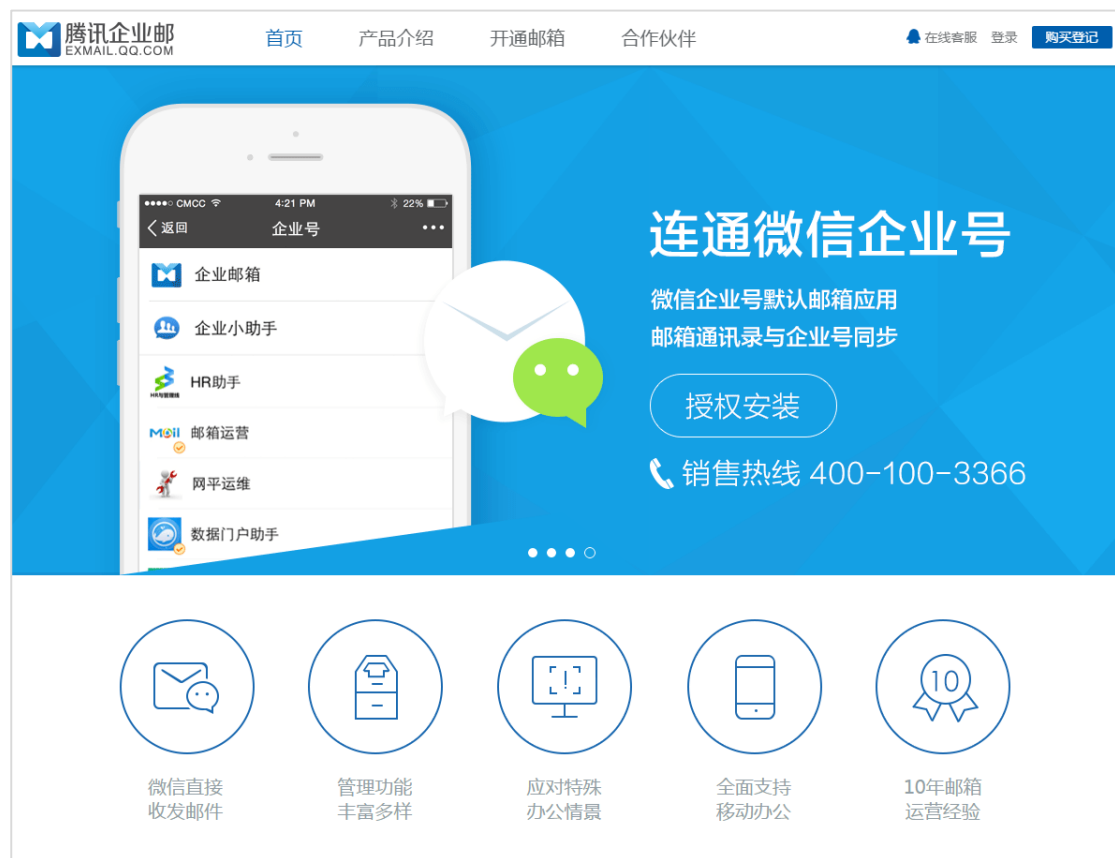 腾讯企业邮
EXMAIL.QQ.COM
首页 产品介绍 开通邮箱 合作伙伴
在线客服 登录 购买登记
CMCC 4:21 PM 22%
返回 企业号
企业邮箱
企业小助手
HR助手
Mail 邮箱运营
网平运维
数据门户助手
连通微信企业号
微信企业号默认邮箱应用
邮箱通讯录与企业号同步
授权安装
销售热线 400-100-3366
10
微信直接
收发邮件
管理功能
丰富多样
应对特殊
办公情景
全面支持
移动办公
10年邮箱
运营经验